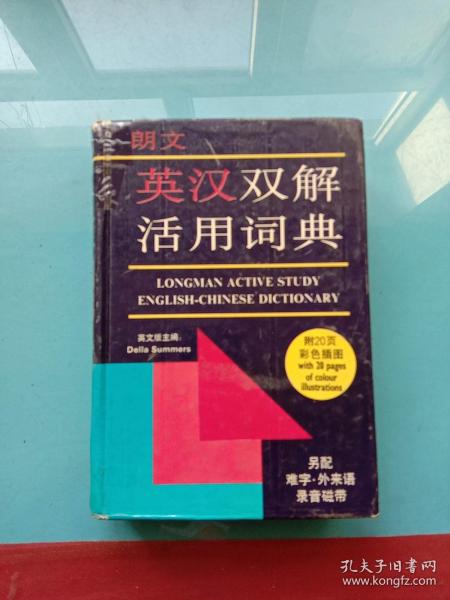 朗文
英汉双解
活用词典
LONGMAN ACTIVE STUDY
ENGLISH-CHINESE DICTIONARY
英文版主编:
Della Summers
附20页
彩色插图
with 20 pages
of colour
illustrations
另配
难字·外来语
录音磁带
孔夫子旧书网
www.kongfz.com